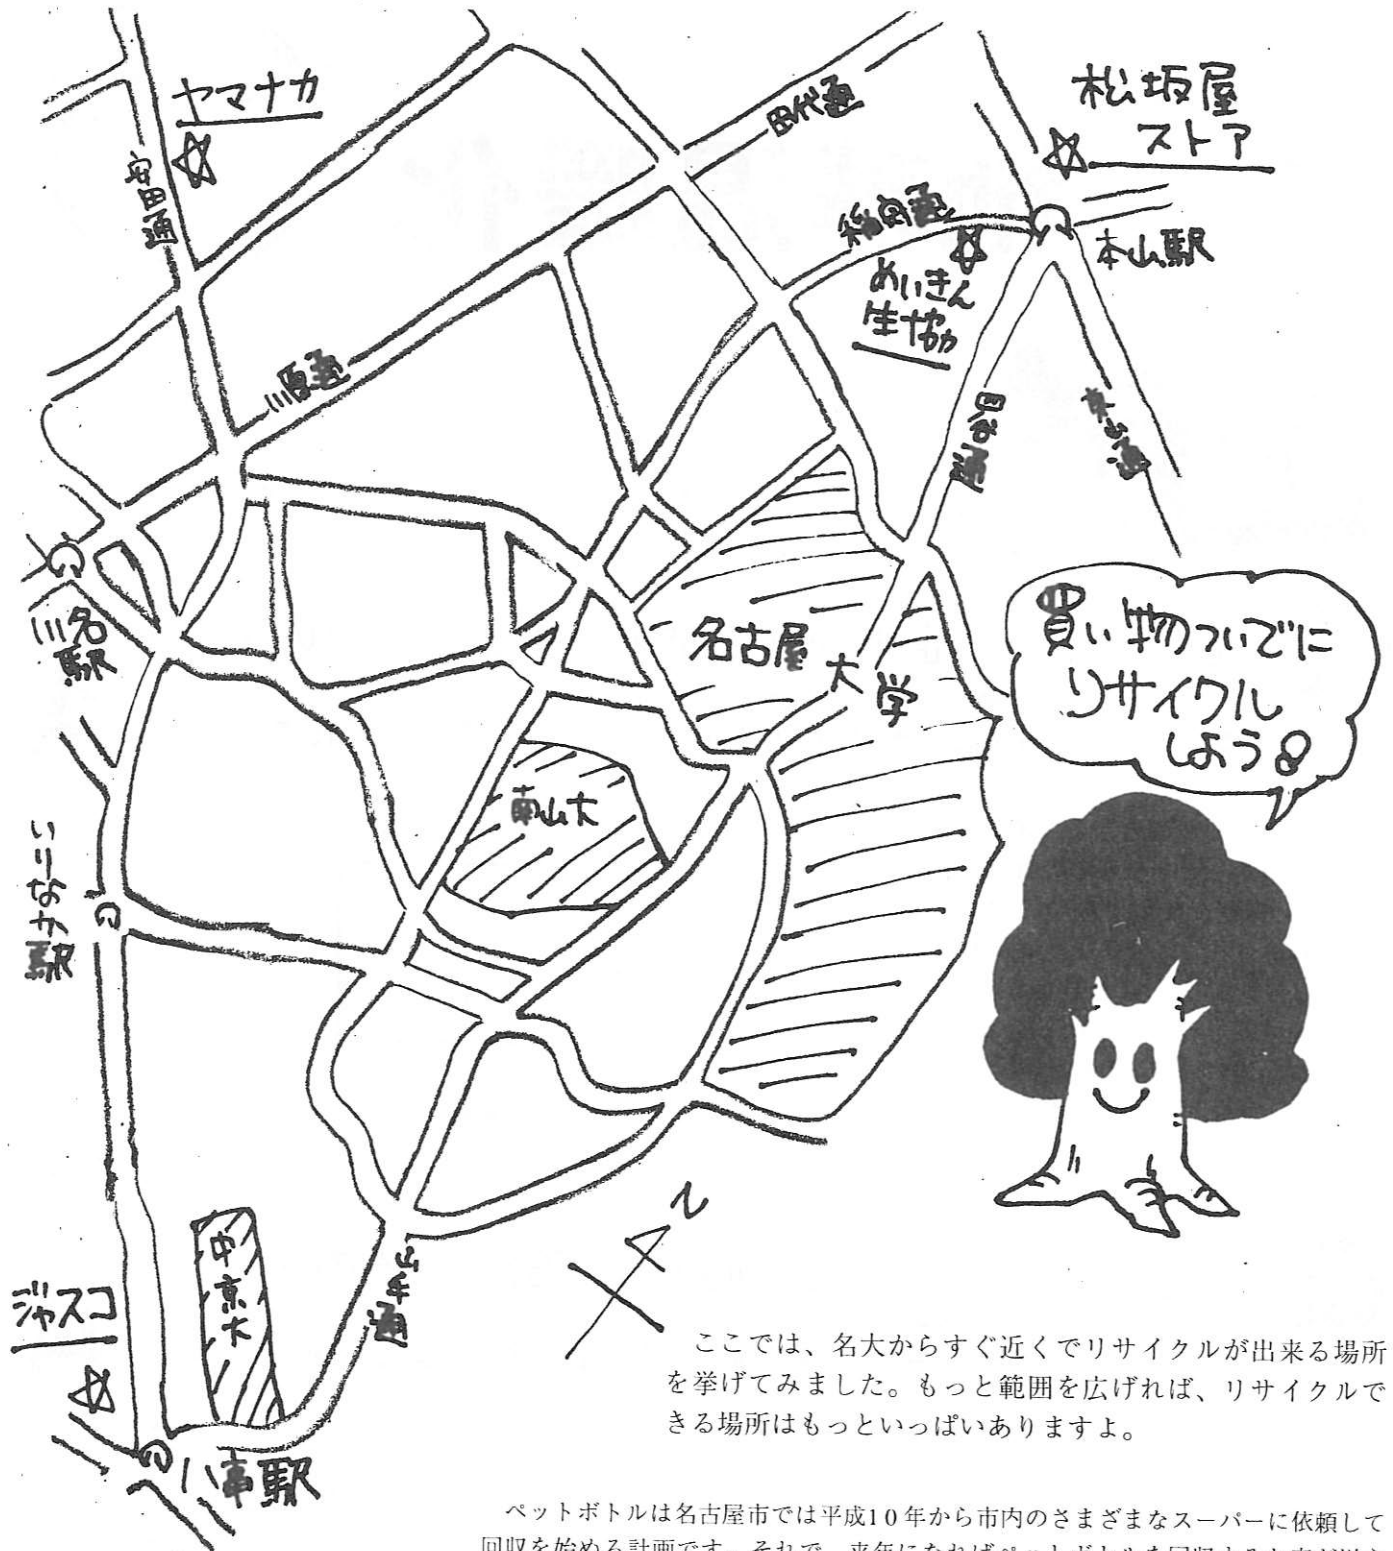 ヤマナカ
安田通
田代通
松坂屋
ストア
稲舟通
本山駅
めいきん
生協
川原通
四谷通
東山通
川名
駅
名古屋
大学
買い物ついでに
リサイクル
しよう!
南山大
いりなか駅
N
中京大
山手通
ジャスコ
八事駅
ここでは、名大からすぐ近くでリサイクルが出来る場所
を挙げてみました。もっと範囲を広げれば、リサイクルで
きる場所はもっといっぱいありますよ。
ペットボトルは名古屋市では平成10年から市内のさまざまなスーパーに依頼して
回収を始める計画です。それで、来年になればペットボトルを回収する